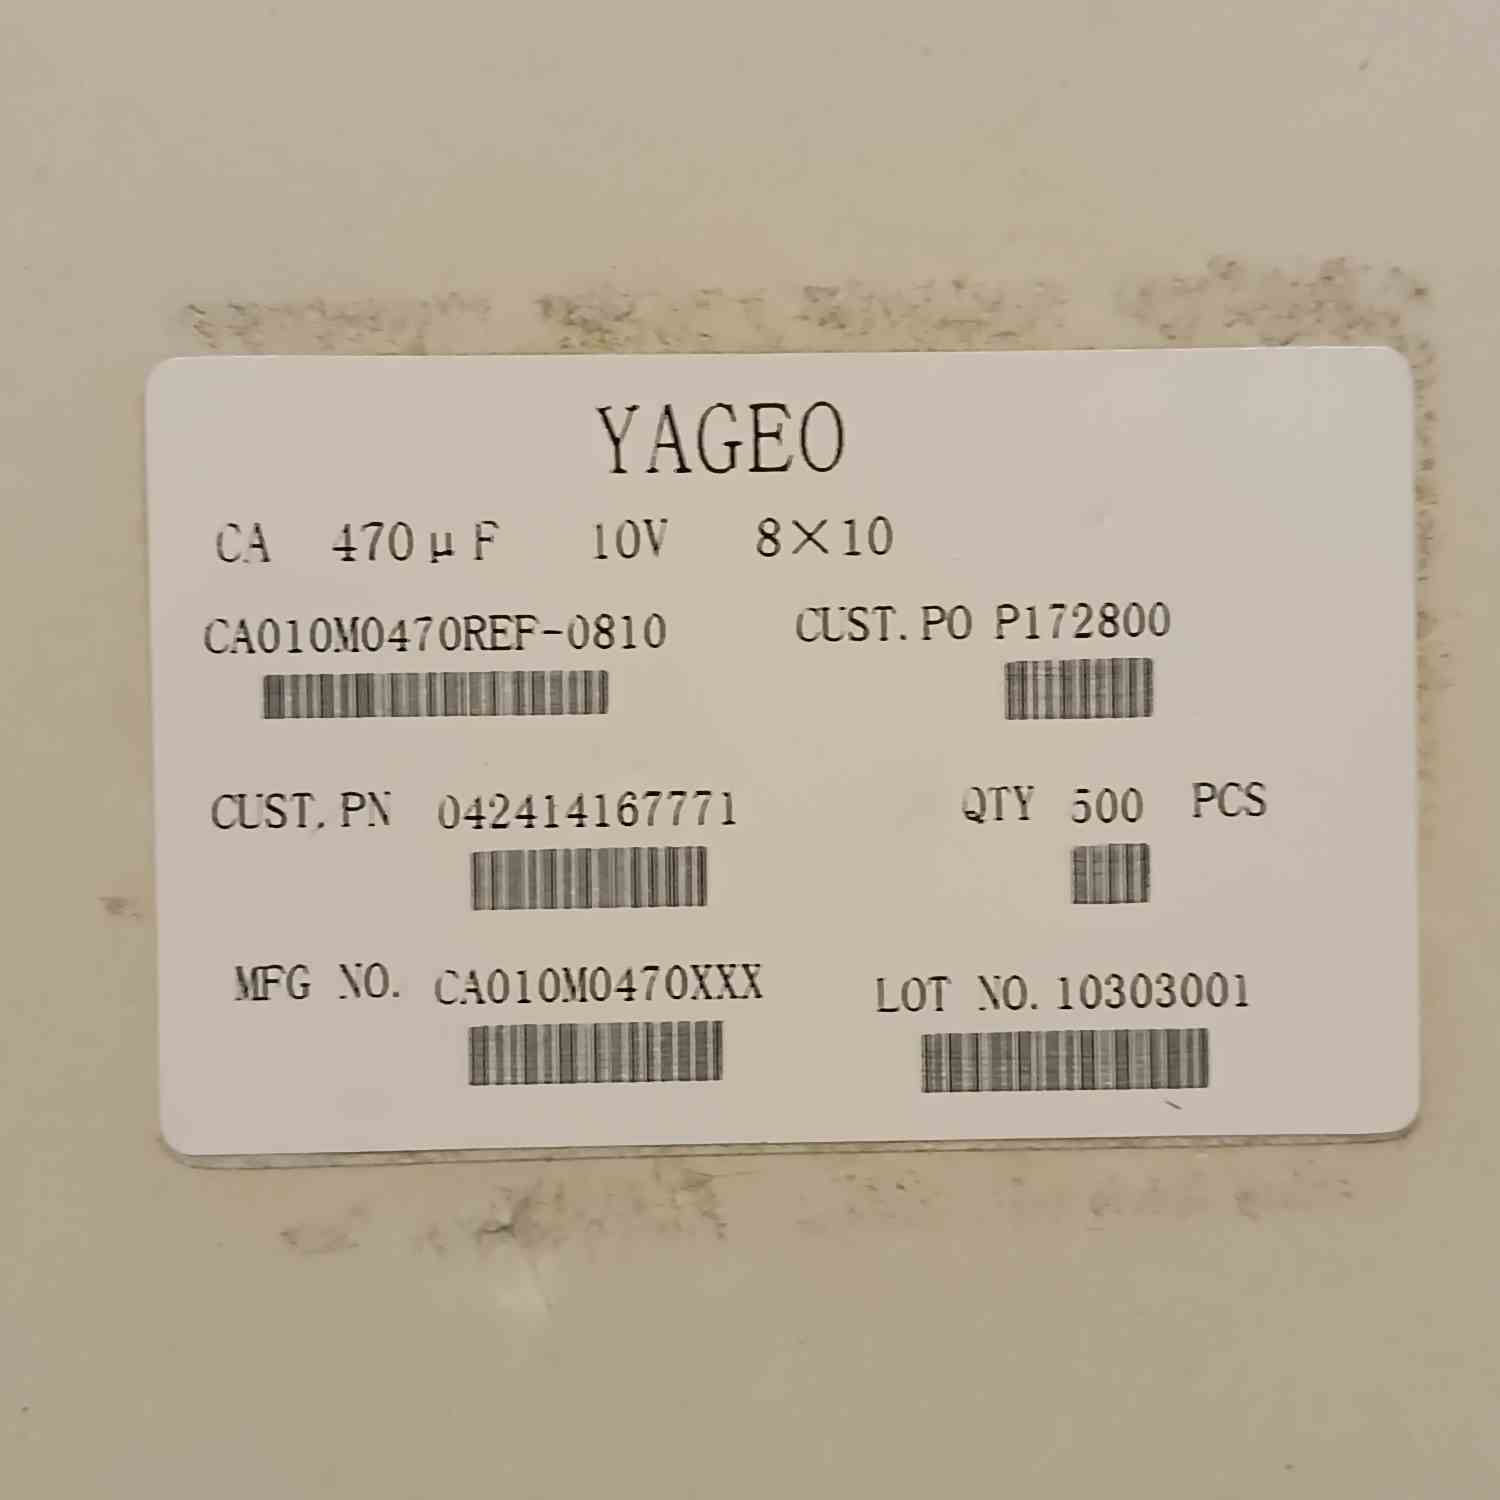 YAGEO
CA 470μF 10V 8×10
CA010M0470REF-0810 CUST.PO P172800
CUST.PN 042414167771 QTY 500 PCS
MFG NO. CA010M0470XXX LOT NO.10303001